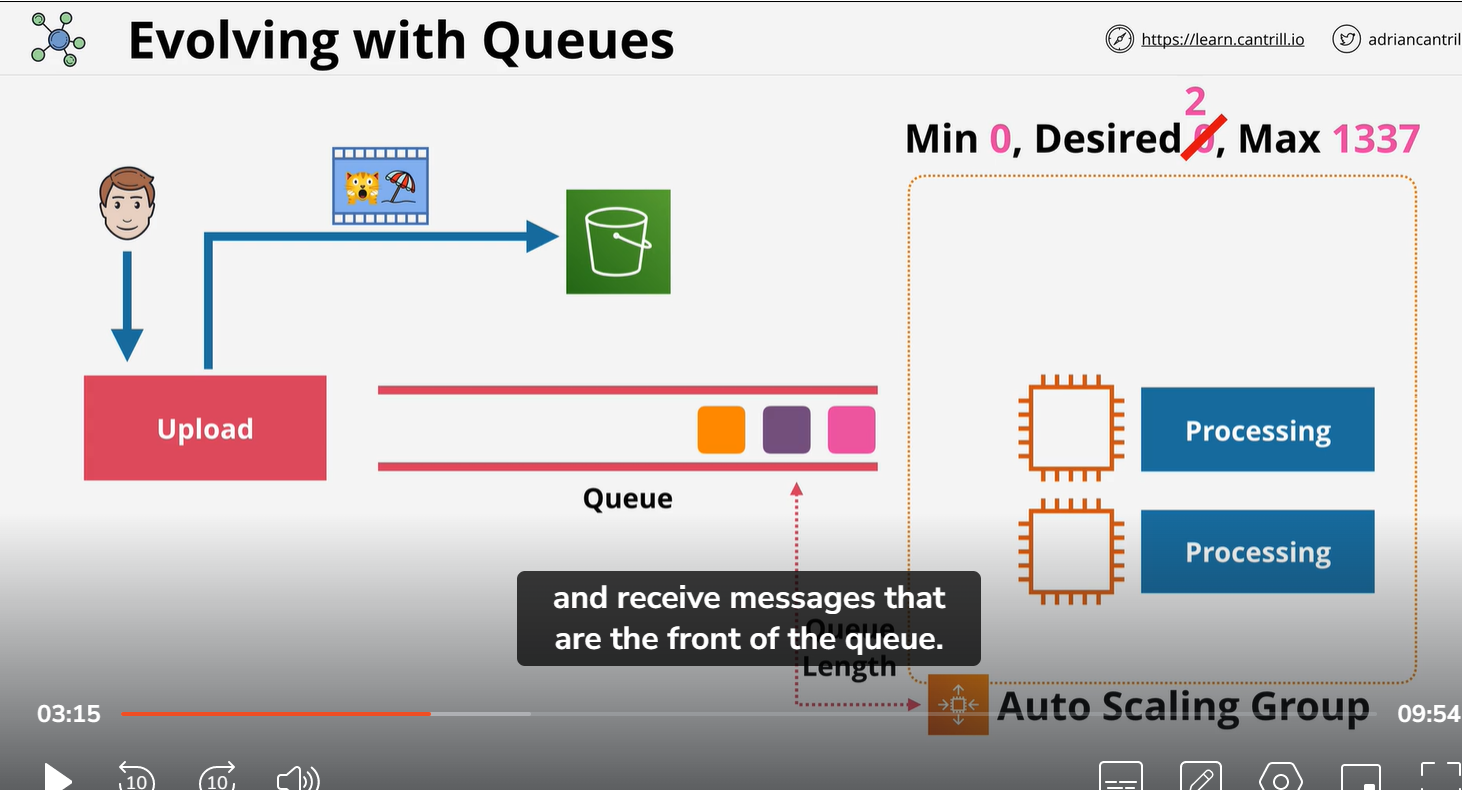 Evolving with Queues
https://learn.cantrill.io
adriancantril
2
Min 0, Desired 0, Max 1337
Upload
Queue
Processing
Processing
Queue
Length
and receive messages that
are the front of the queue.
Auto Scaling Group
03:15
09:54
10
10